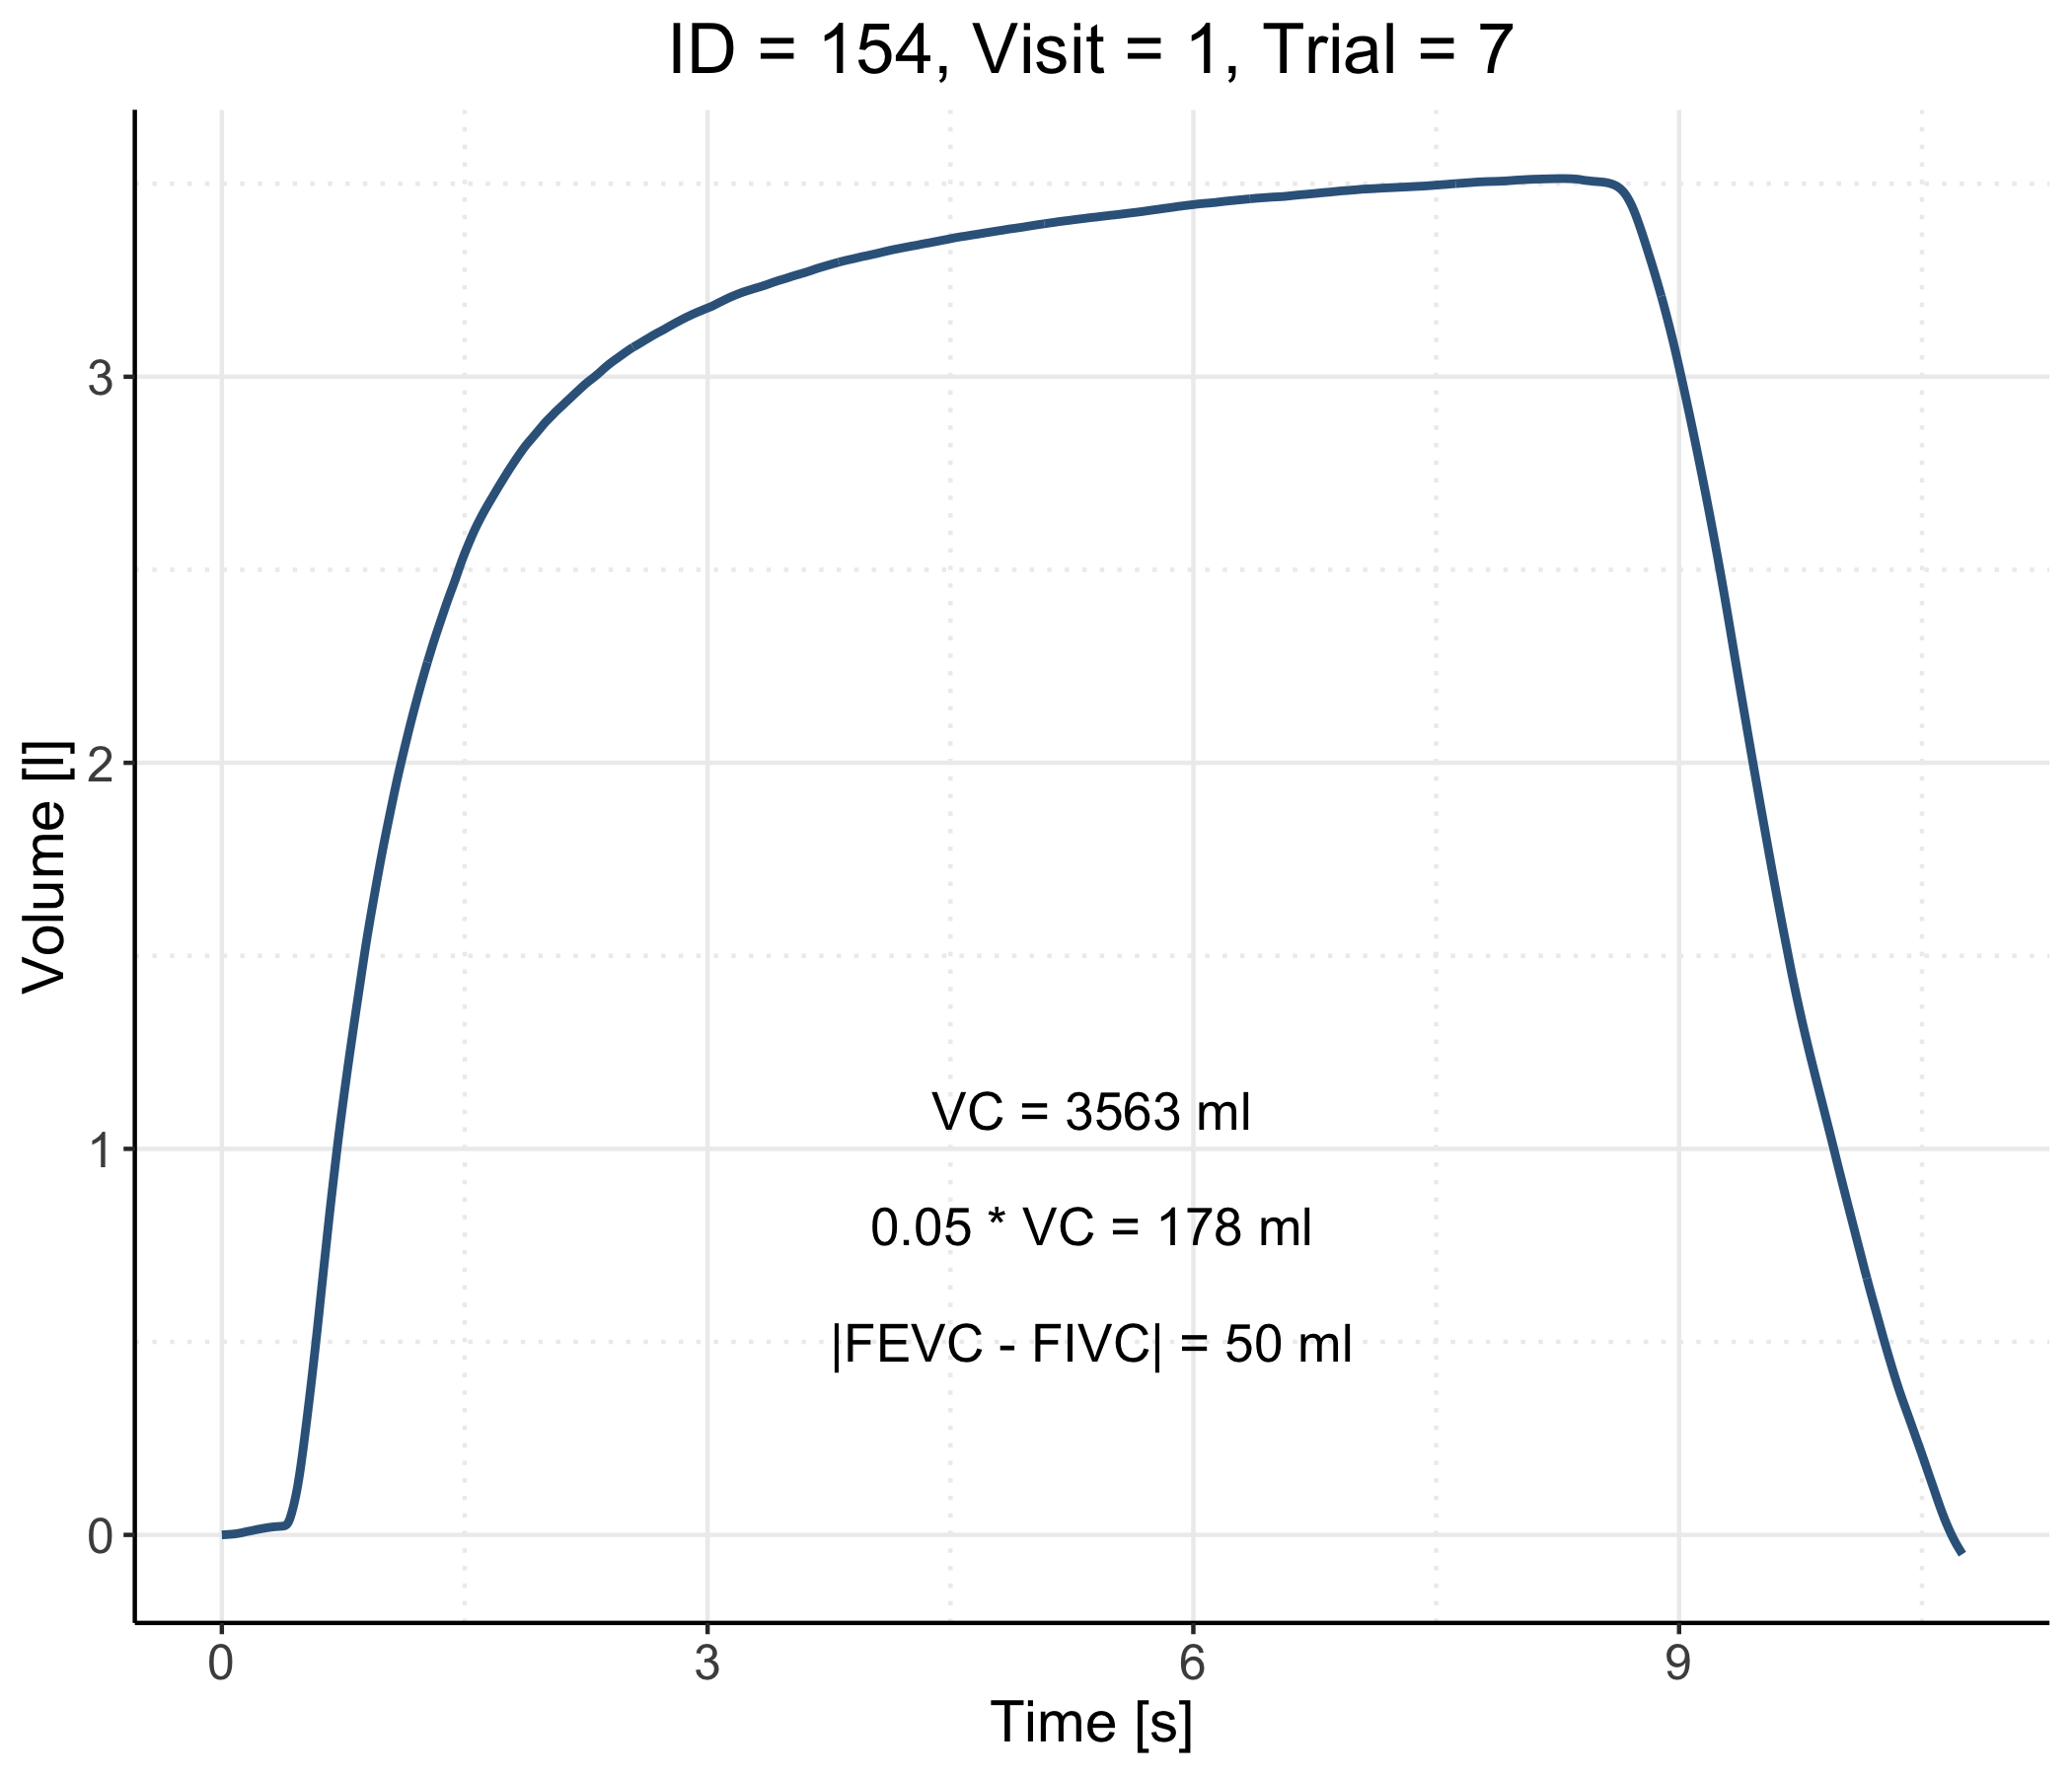 ID = 154, Visit = 1, Trial = 7
Volume [l]
3
2
1
0
VC = 3563 ml
0.05 * VC = 178 ml
|FEVC - FIVC| = 50 ml
0 3 6 9
Time [s]